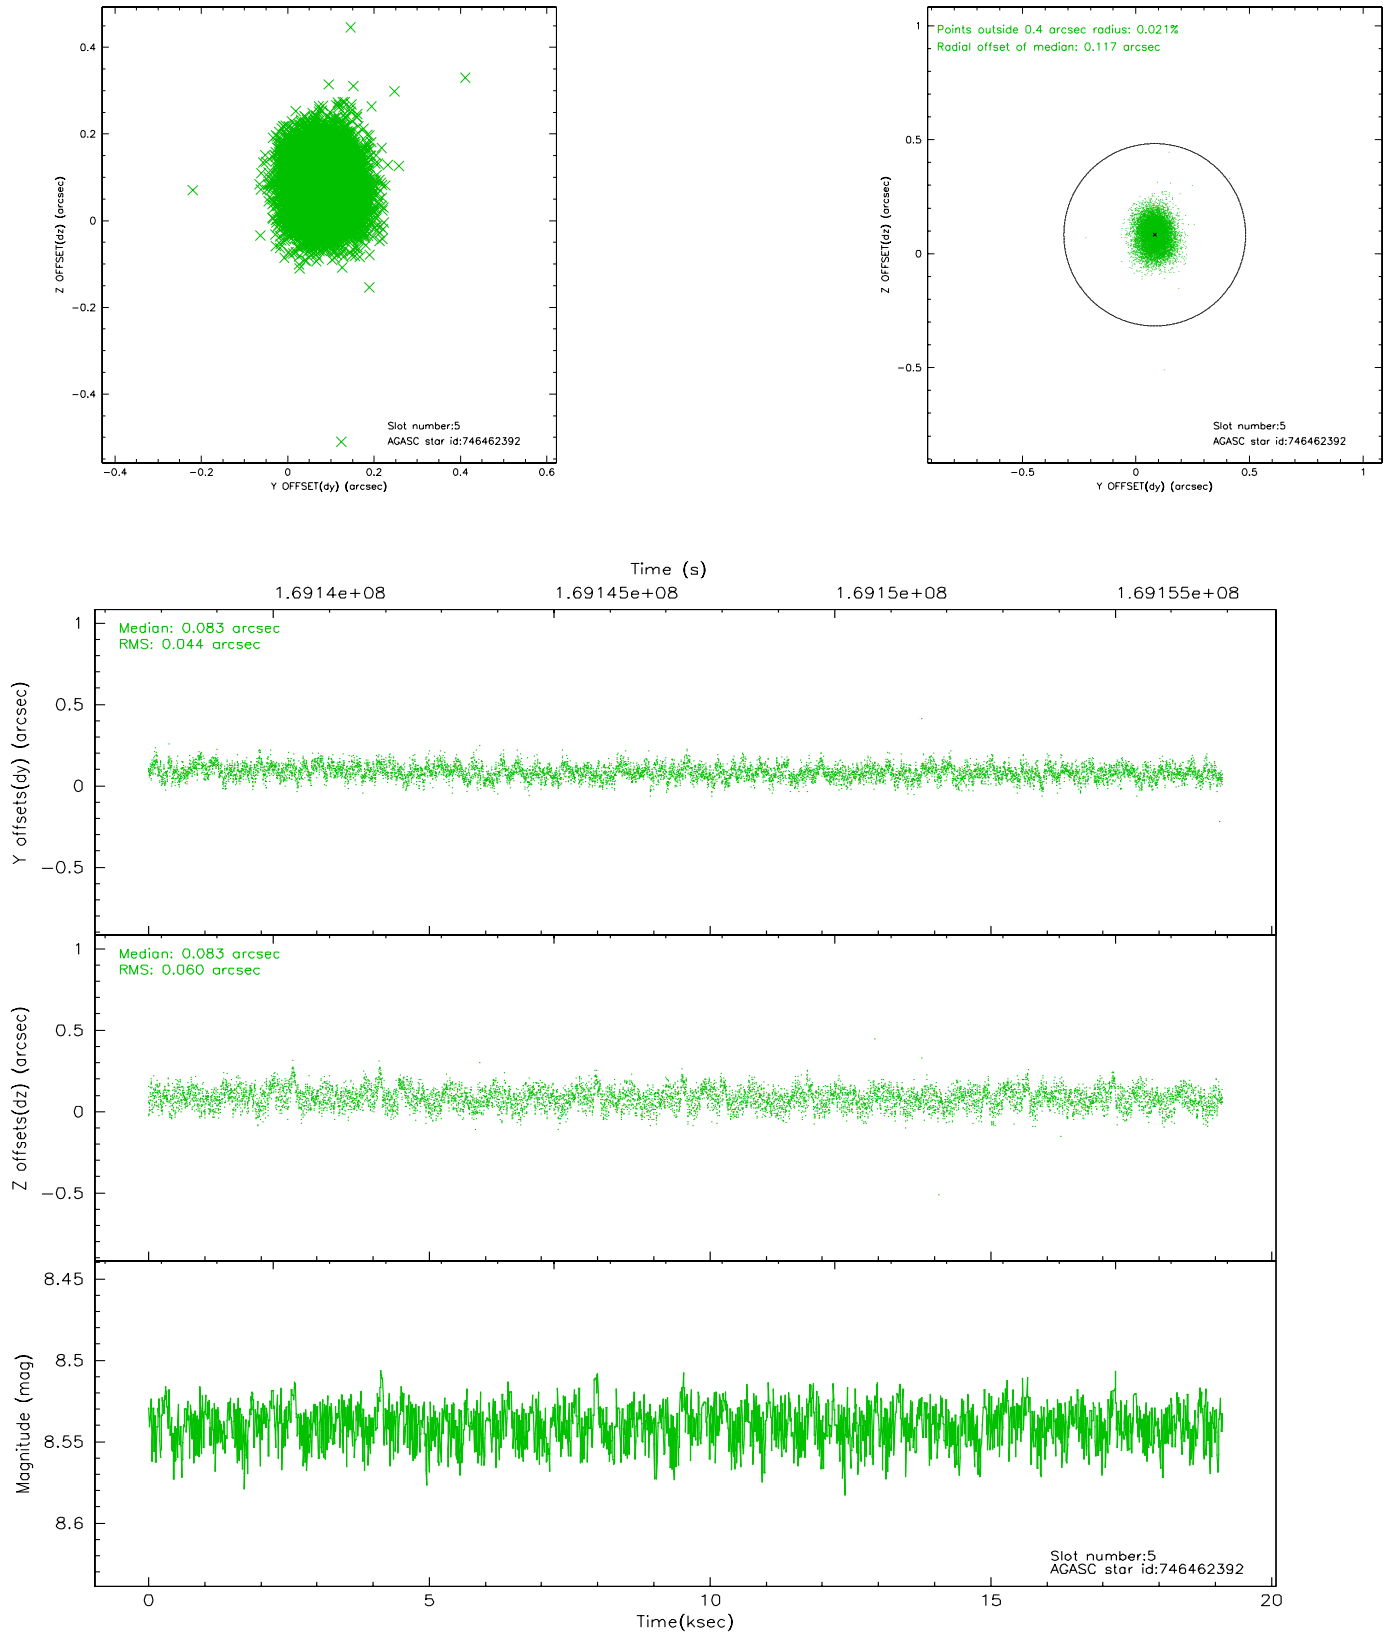 0.4
0.2
0
−0.2
−0.4
Z OFFSET(dz) (arcsec)
Slot number:5
AGASC star id:746462392
−0.4 −0.2 0 0.2 0.4 0.6
Y OFFSET(dy) (arcsec)
Points outside 0.4 arcsec radius: 0.021%
Radial offset of median: 0.117 arcsec
1
0.5
0
−0.5
Z OFFSET(dz) (arcsec)
Slot number:5
AGASC star id:746462392
−0.5 0 0.5 1
Y OFFSET(dy) (arcsec)
Time (s)
1.6914e+08 1.69145e+08 1.6915e+08 1.69155e+08
Median: 0.083 arcsec
RMS: 0.044 arcsec
1
0.5
0
−0.5
Y offsets(dy) (arcsec)
Median: 0.083 arcsec
RMS: 0.060 arcsec
1
0.5
0
−0.5
Z offsets(dz) (arcsec)
8.45
8.5
8.55
8.6
Magnitude (mag)
Slot number:5
AGASC star id:746462392
0 5 10 15 20
Time(ksec)